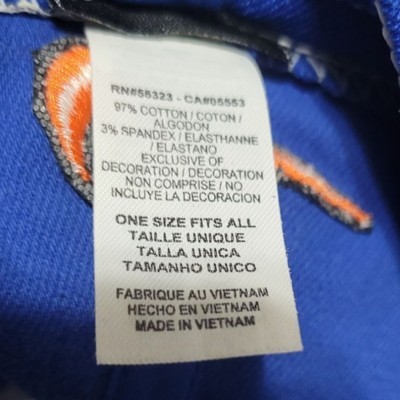 RN#56323 - CA#05553
97% COTTON / COTON /
ALGODON
3% SPANDEX / ELASTHANNE
/ ELASTANO
EXCLUSIVE OF
DECORATION / DECORATION
NON COMPRISE / NO
INCLUYE LA DECORACION
ONE SIZE FITS ALL
TAILLE UNIQUE
TALLA UNICA
TAMANHO UNICO
FABRIQUE AU VIETNAM
HECHO EN VIETNAM
MADE IN VIETNAM